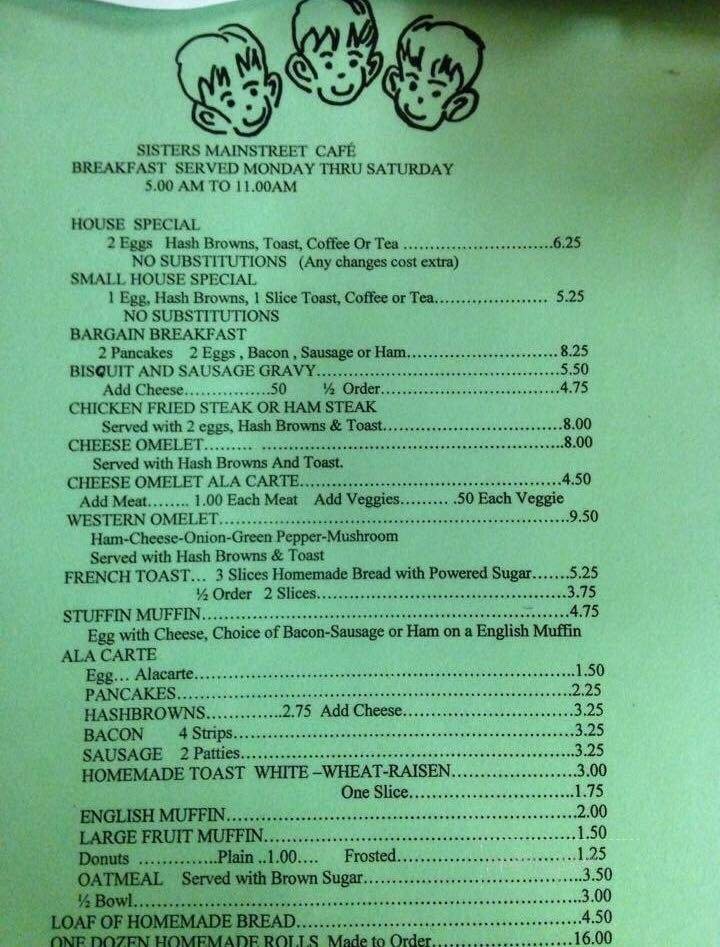 SISTERS MAINSTREET CAFÉ
BREAKFAST SERVED MONDAY THRU SATURDAY
5.00 AM TO 11.00AM
HOUSE SPECIAL
2 Eggs Hash Browns, Toast, Coffee Or Tea ........................6.25
NO SUBSTITUTIONS (Any changes cost extra)
SMALL HOUSE SPECIAL
1 Egg, Hash Browns, 1 Slice Toast, Coffee or Tea.................... 5.25
NO SUBSTITUTIONS
BARGAIN BREAKFAST
2 Pancakes 2 Eggs , Bacon , Sausage or Ham.........................8.25
BISQUIT AND SAUSAGE GRAVY.......................................5.50
Add Cheese...............50 ½ Order..............................4.75
CHICKEN FRIED STEAK OR HAM STEAK
Served with 2 eggs, Hash Browns & Toast..............................8.00
CHEESE OMELET......... ..................................................8.00
Served with Hash Browns And Toast.
CHEESE OMELET ALA CARTE..........................................4.50
Add Meat........ 1.00 Each Meat Add Veggies......... .50 Each Veggie
WESTERN OMELET.........................................................9.50
Ham-Cheese-Onion-Green Pepper-Mushroom
Served with Hash Browns & Toast
FRENCH TOAST... 3 Slices Homemade Bread with Powered Sugar.......5.25
½ Order 2 Slices.........................................3.75
STUFFIN MUFFIN...........................................................4.75
Egg with Cheese, Choice of Bacon-Sausage or Ham on a English Muffin
ALA CARTE
Egg... Alacarte.............................................................1.50
PANCAKES................................................................2.25
HASHBROWNS............2.75 Add Cheese...........................3.25
BACON 4 Strips.......................................................3.25
SAUSAGE 2 Patties.....................................................3.25
HOMEMADE TOAST WHITE –WHEAT-RAISEN....................3.00
One Slice..........................1.75
ENGLISH MUFFIN.......................................................2.00
LARGE FRUIT MUFFIN..................................................1.50
Donuts .............Plain ..1.00.... Frosted............................1.25
OATMEAL Served with Brown Sugar...................................3.50
½ Bowl......................................................................3.00
LOAF OF HOMEMADE BREAD...........................................4.50
ONE DOZEN HOMEMADE ROLLS Made to Order......................16.00